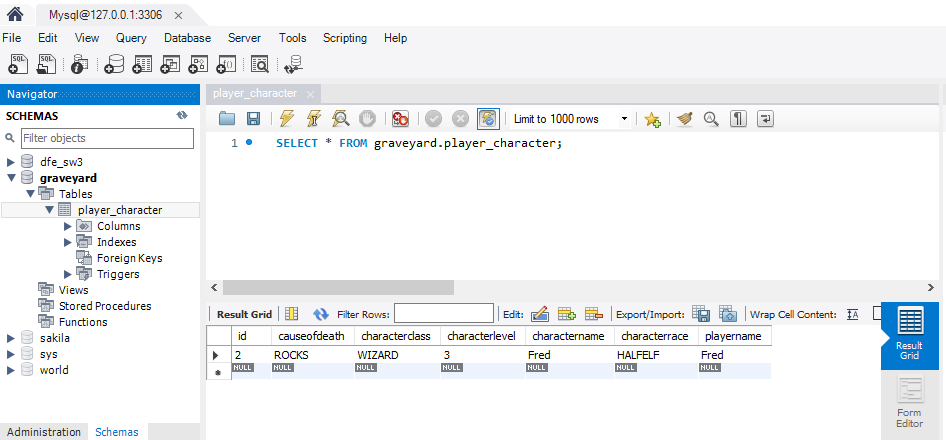 Mysql@127.0.0.1:3306
File Edit View Query Database Server Tools Scripting Help
Navigator
SCHEMAS
Filter objects
dfe_sw3
graveyard
Tables
player_character
Columns
Indexes
Foreign Keys
Triggers
Views
Stored Procedures
Functions
sakila
sys
world
Administration Schemas
player_character
Limit to 1000 rows
1 SELECT * FROM graveyard.player_character;
Result Grid Filter Rows: Edit: Export/Import: Wrap Cell Content:
id causeofdeath characterclass characterlevel charactername characterrace playername
2 ROCKS WIZARD 3 Fred HALFELF Fred
NULL NULL NULL NULL NULL NULL NULL
Result
Grid
Form
Editor